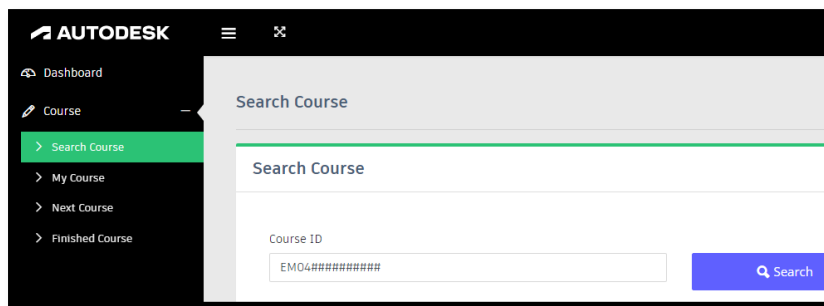 AUTODESK
Dashboard
Course
Search Course
My Course
Next Course
Finished Course
Search Course
Search Course
Course ID
EM04##########
Search